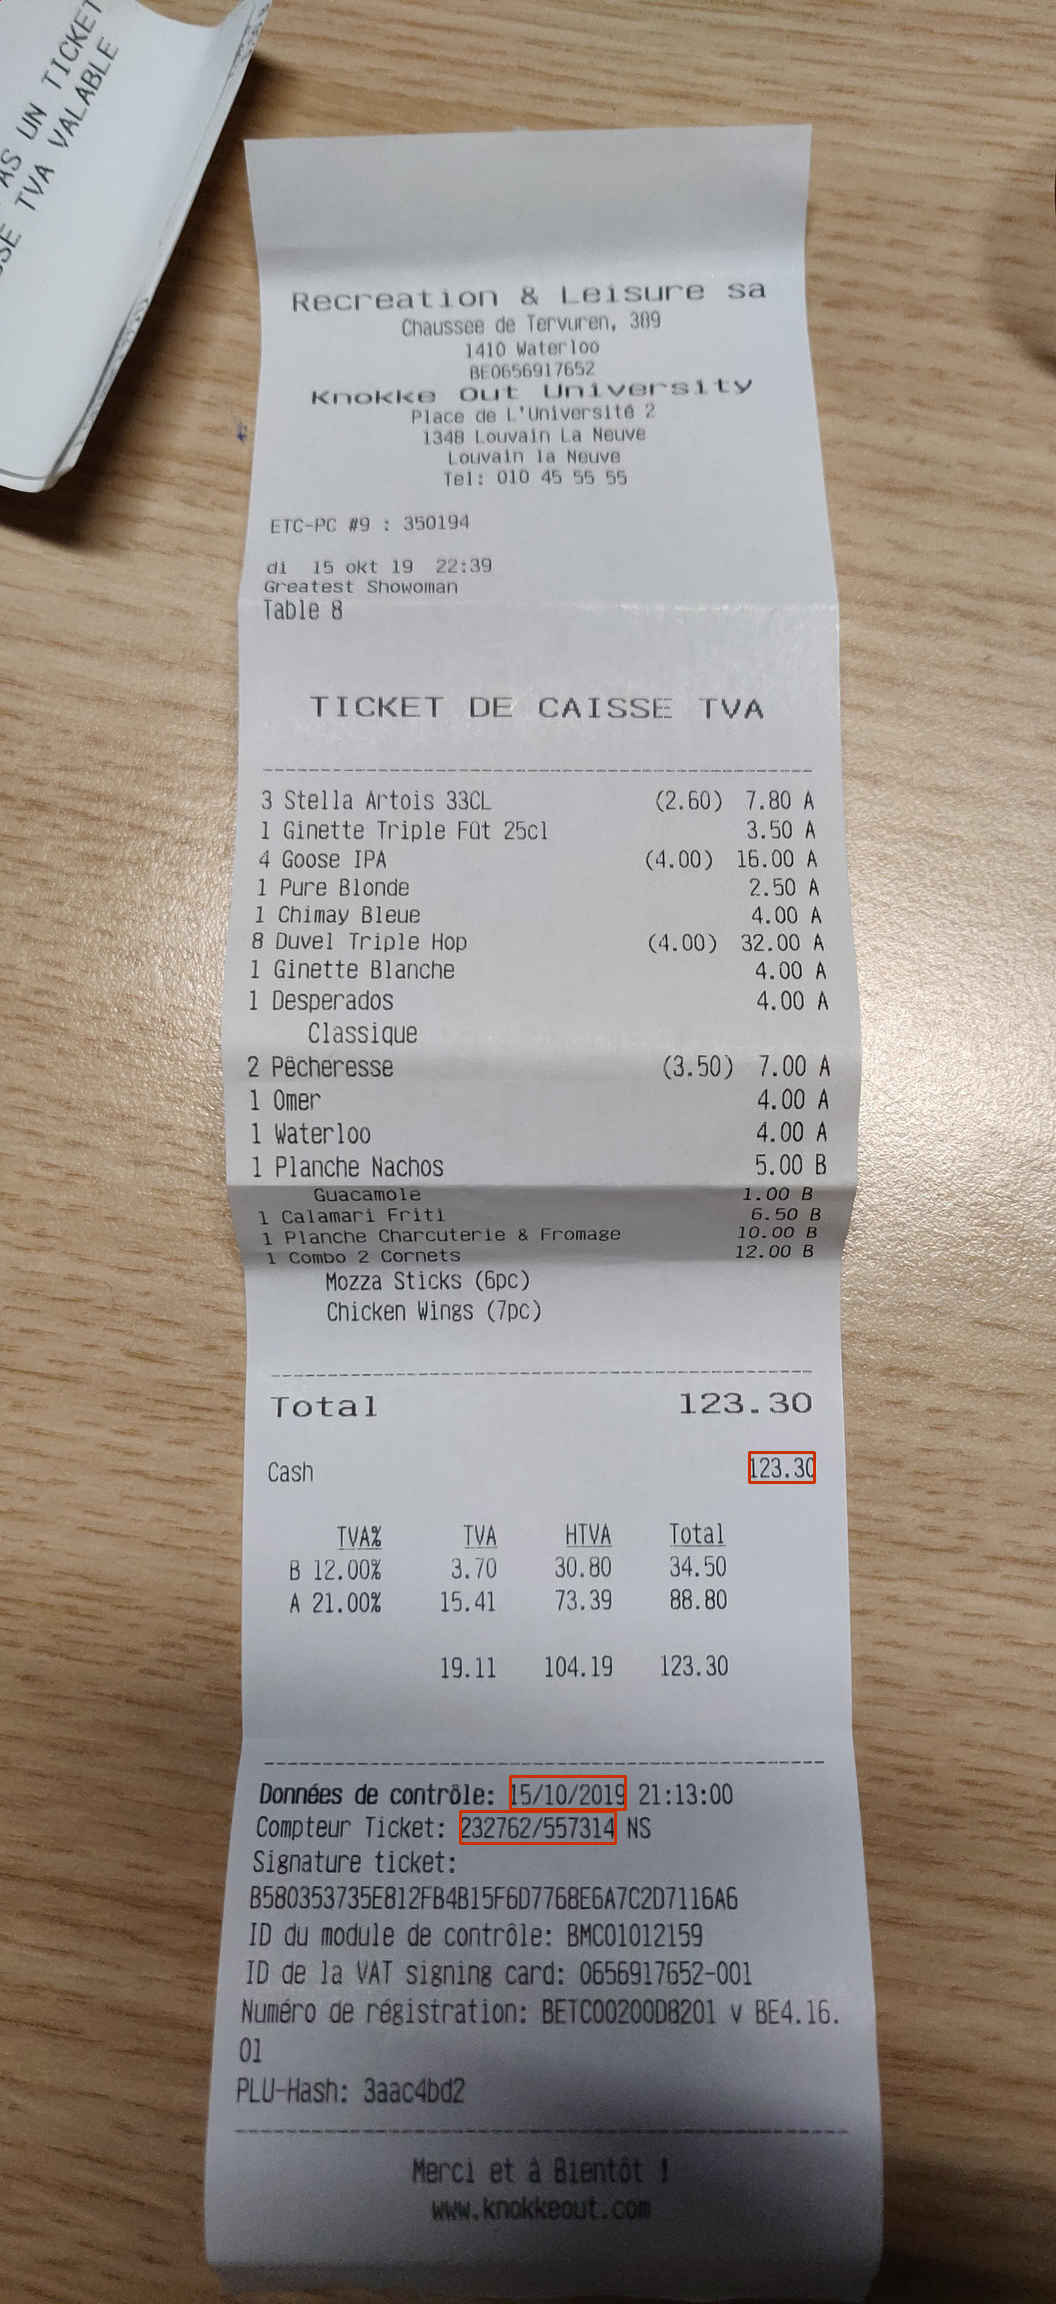 AS UN TICKET
SSE TVA VALABLE
Recreation & Leisure sa
Chaussee de Tervuren, 389
1410 Waterloo
BE0656917652
Knokke Out University
Place de L'Université 2
1348 Louvain La Neuve
Louvain la Neuve
Tel: 010 45 55 55
ETC-PC #9 : 350194
di 15 okt 19 22:39
Greatest Showoman
Table 8
TICKET DE CAISSE TVA
3 Stella Artois 33CL (2.60) 7.80 A
1 Ginette Triple Fût 25cl 3.50 A
4 Goose IPA (4.00) 16.00 A
1 Pure Blonde 2.50 A
1 Chimay Bleue 4.00 A
8 Duvel Triple Hop (4.00) 32.00 A
1 Ginette Blanche 4.00 A
1 Desperados 4.00 A
Classique
2 Pêcheresse (3.50) 7.00 A
1 Omer 4.00 A
1 Waterloo 4.00 A
1 Planche Nachos 5.00 B
Guacamole 1.00 B
1 Calamari Friti 6.50 B
1 Planche Charcuterie & Fromage 10.00 B
1 Combo 2 Cornets 12.00 B
Mozza Sticks (6pc)
Chicken Wings (7pc)
Total 123.30
Cash 123.30
TVA% TVA HTVA Total
B 12.00% 3.70 30.80 34.50
A 21.00% 15.41 73.39 88.80
19.11 104.19 123.30
Données de contrôle: 15/10/2019 21:13:00
Compteur Ticket: 232762/557314 NS
Signature ticket:
B580353735E812FB4B15F6D7768E6A7C2D7116A6
ID du module de contrôle: BMC01012159
ID de la VAT signing card: 0656917652-001
Numéro de régistration: BETC00200D8201 v BE4.16.
01
PLU-Hash: 3aac4bd2
Merci et à Bientôt !
www.knokkeout.com